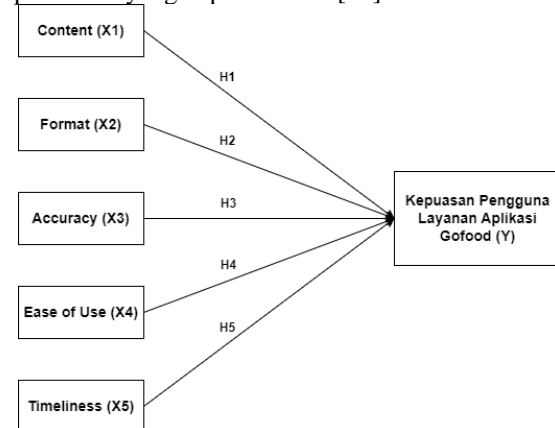 Content (X1)
H1
Format (X2)
H2
Kepuasan Pengguna
Layanan Aplikasi
Gofood (Y)
Accuracy (X3)
H3
H4
Ease of Use (X4)
H5
Timeliness (X5)